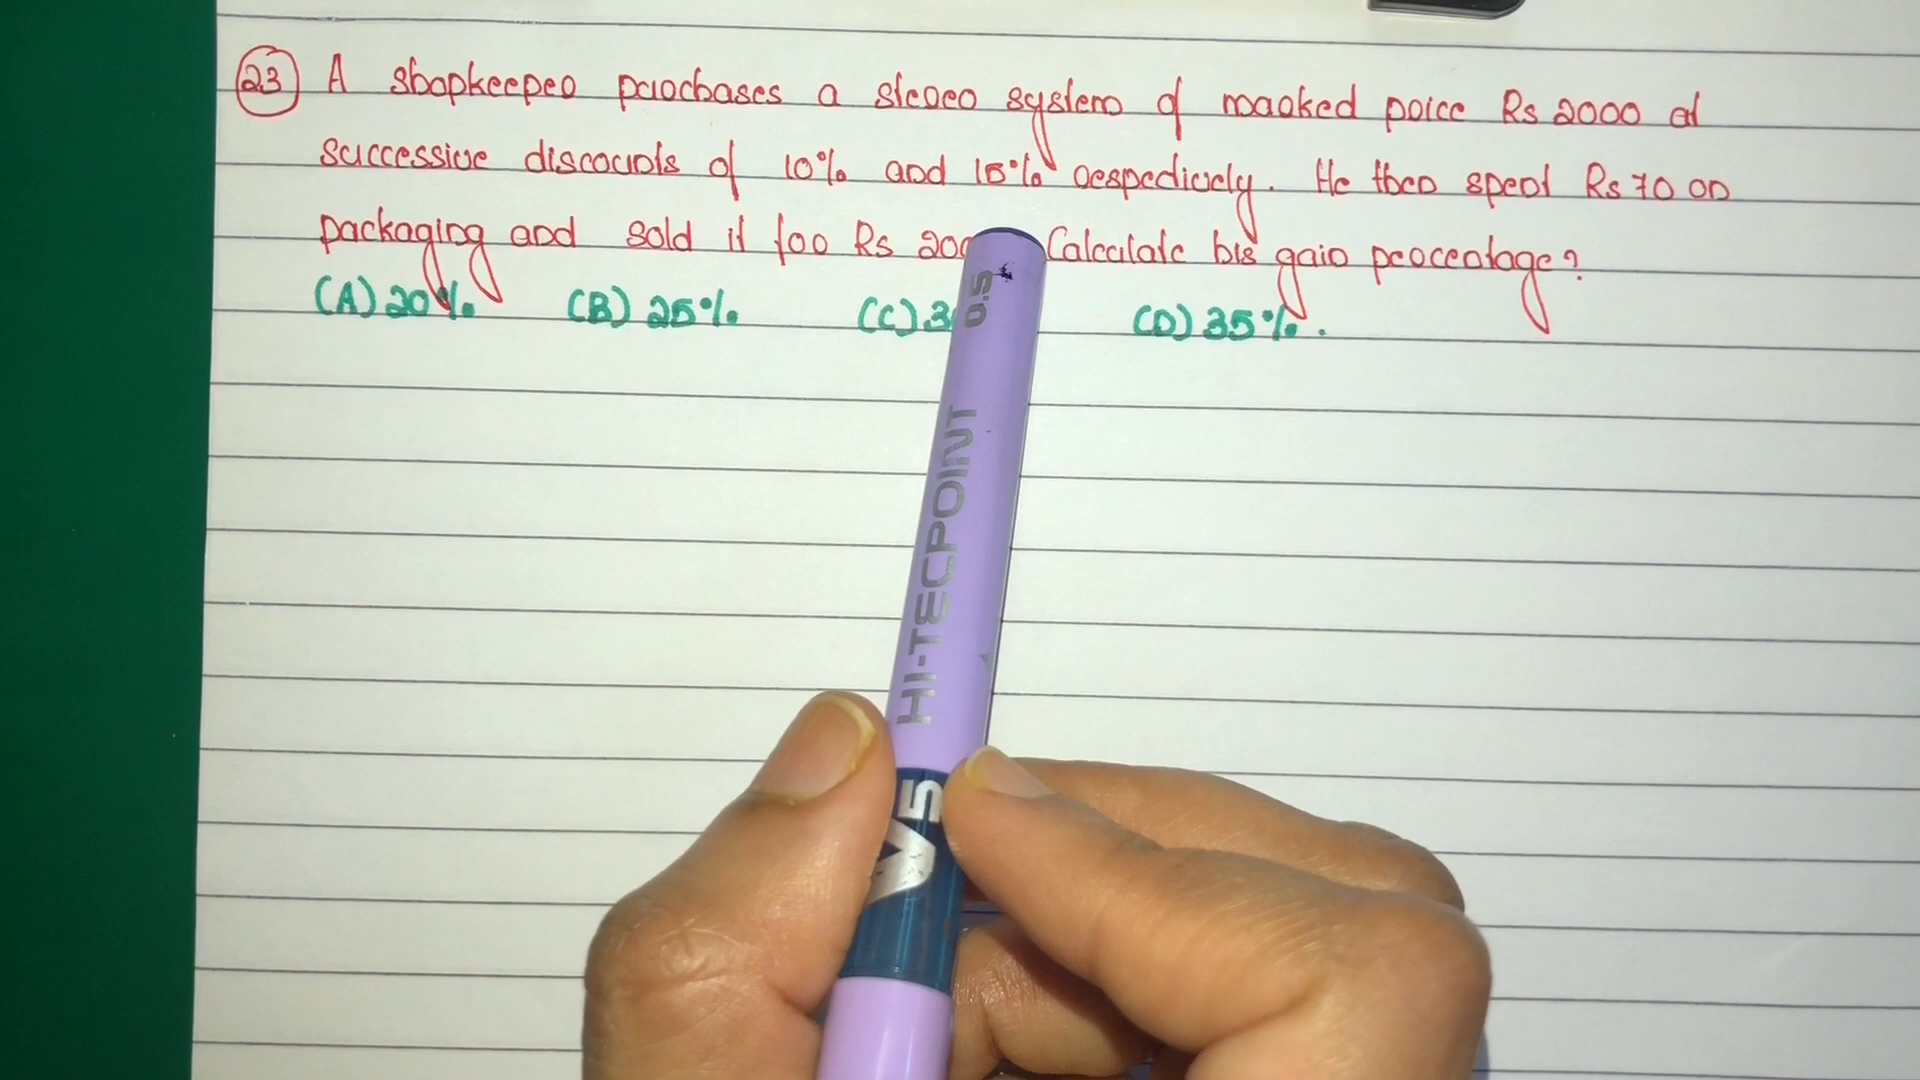 23 A shopkeeper purchases a stereo system of marked price Rs 2000 at
successive discounts of 10% and 15% respectively. He then spent Rs 70 on
packaging and sold it for Rs Calculate his gain percentage?
(A) 20% (B) 25% (C) (D) 35%.
0.5
HI-TECPOINT
V5